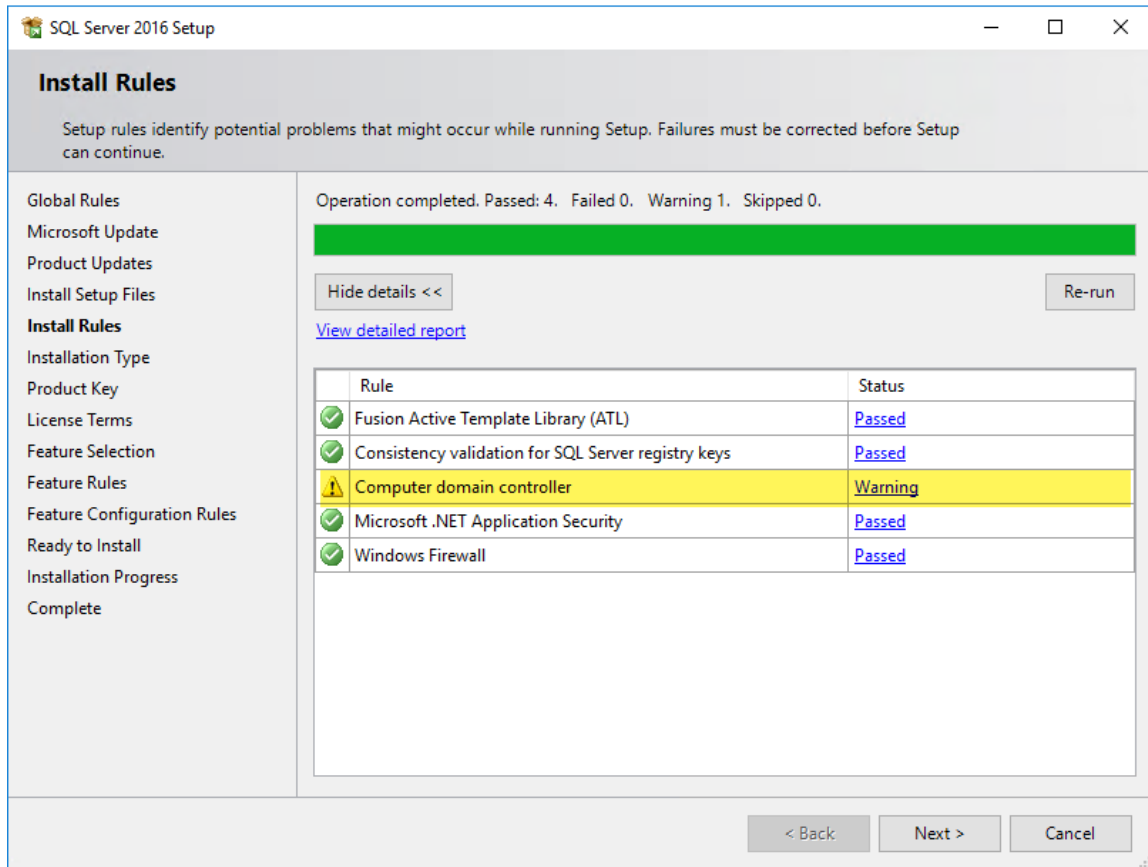 SQL Server 2016 Setup
Install Rules
Setup rules identify potential problems that might occur while running Setup. Failures must be corrected before Setup
can continue.
Global Rules
Microsoft Update
Product Updates
Install Setup Files
Install Rules
Installation Type
Product Key
License Terms
Feature Selection
Feature Rules
Feature Configuration Rules
Ready to Install
Installation Progress
Complete
Operation completed. Passed: 4.   Failed 0.   Warning 1.   Skipped 0.
Hide details <<
Re-run
View detailed report
Rule Status
Fusion Active Template Library (ATL) Passed
Consistency validation for SQL Server registry keys Passed
Computer domain controller Warning
Microsoft .NET Application Security Passed
Windows Firewall Passed
< Back Next > Cancel